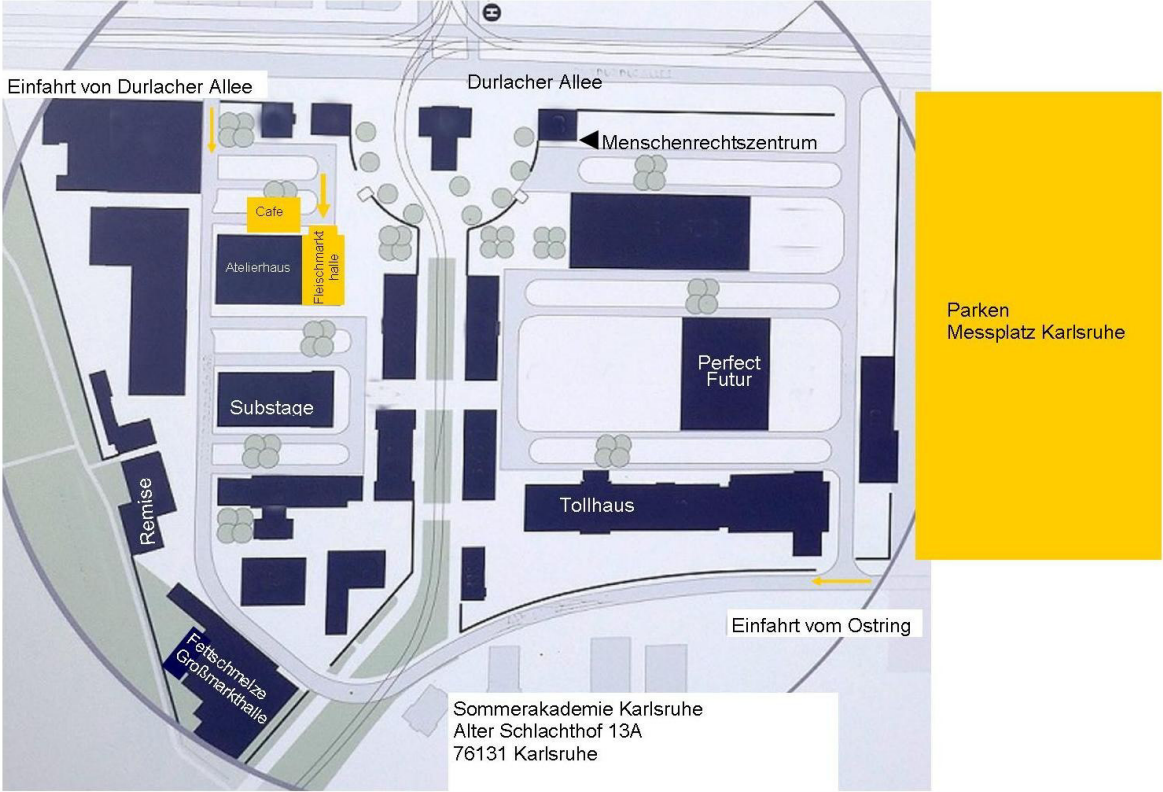 H
Einfahrt von Durlacher Allee
Durlacher Allee
Menschenrechtszentrum
Cafe
Atelierhaus
Fleischmarkt
halle
Parken
Messplatz Karlsruhe
Perfect
Futur
Substage
Remise
Tollhaus
Einfahrt vom Ostring
Fettschmelze
Großmarkthalle
Sommerakademie Karlsruhe
Alter Schlachthof 13A
76131 Karlsruhe